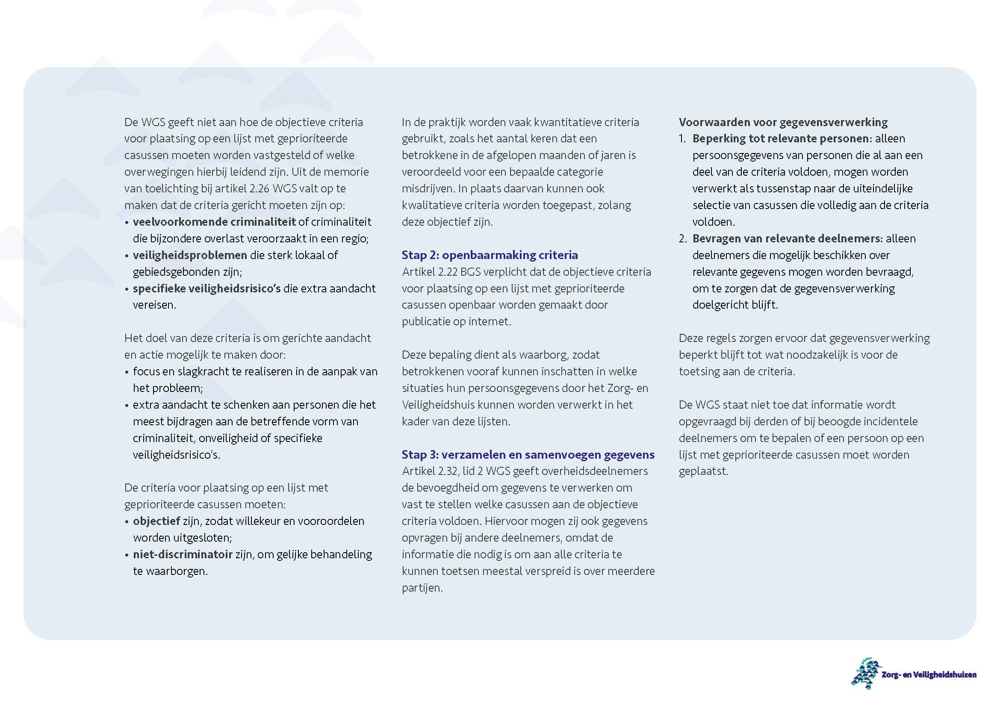 De WGS geeft niet aan hoe de objectieve criteria
voor plaatsing op een lijst met geprioriteerde
casussen moeten worden vastgesteld of welke
overwegingen hierbij leidend zijn. Uit de memorie
van toelichting bij artikel 2.26 WGS valt op te
maken dat de criteria gericht moeten zijn op:
• veelvoorkomende criminaliteit of criminaliteit
die bijzondere overlast veroorzaakt in een regio;
• veiligheidsproblemen die sterk lokaal of
gebiedsgebonden zijn;
• specifieke veiligheidsrisico's die extra aandacht
vereisen.
Het doel van deze criteria is om gerichte aandacht
en actie mogelijk te maken door:
• focus en slagkracht te realiseren in de aanpak van
het probleem;
• extra aandacht te schenken aan personen die het
meest bijdragen aan de betreffende vorm van
criminaliteit, onveiligheid of specifieke
veiligheidsrisico's.
De criteria voor plaatsing op een lijst met
geprioriteerde casussen moeten:
• objectief zijn, zodat willekeur en vooroordelen
worden uitgesloten;
• niet-discriminatoir zijn, om gelijke behandeling
te waarborgen.
In de praktijk worden vaak kwantitatieve criteria
gebruikt, zoals het aantal keren dat een
betrokkene in de afgelopen maanden of jaren is
veroordeeld voor een bepaalde categorie
misdrijven. In plaats daarvan kunnen ook
kwalitatieve criteria worden toegepast, zolang
deze objectief zijn.
Stap 2: openbaarmaking criteria
Artikel 2.22 BGS verplicht dat de objectieve criteria
voor plaatsing op een lijst met geprioriteerde
casussen openbaar worden gemaakt door
publicatie op internet.
Deze bepaling dient als waarborg, zodat
betrokkenen vooraf kunnen inschatten in welke
situaties hun persoonsgegevens door het Zorg- en
Veiligheidshuis kunnen worden verwerkt in het
kader van deze lijsten.
Stap 3: verzamelen en samenvoegen gegevens
Artikel 2.32, lid 2 WGS geeft overheidsdeelnemers
de bevoegdheid om gegevens te verwerken om
vast te stellen welke casussen aan de objectieve
criteria voldoen. Hiervoor mogen zij ook gegevens
opvragen bij andere deelnemers, omdat de
informatie die nodig is om aan alle criteria te
kunnen toetsen meestal verspreid is over meerdere
partijen.
Voorwaarden voor gegevensverwerking
1. Beperking tot relevante personen: alleen
persoonsgegevens van personen die al aan een
deel van de criteria voldoen, mogen worden
verwerkt als tussenstap naar de uiteindelijke
selectie van casussen die volledig aan de criteria
voldoen.
2. Bevragen van relevante deelnemers: alleen
deelnemers die mogelijk beschikken over
relevante gegevens mogen worden bevraagd,
om te zorgen dat de gegevensverwerking
doelgericht blijft.
Deze regels zorgen ervoor dat gegevensverwerking
beperkt blijft tot wat noodzakelijk is voor de
toetsing aan de criteria.
De WGS staat niet toe dat informatie wordt
opgevraagd bij derden of bij beoogde incidentele
deelnemers om te bepalen of een persoon op een
lijst met geprioriteerde casussen moet worden
geplaatst.
Zorg- en Veiligheidshuizen